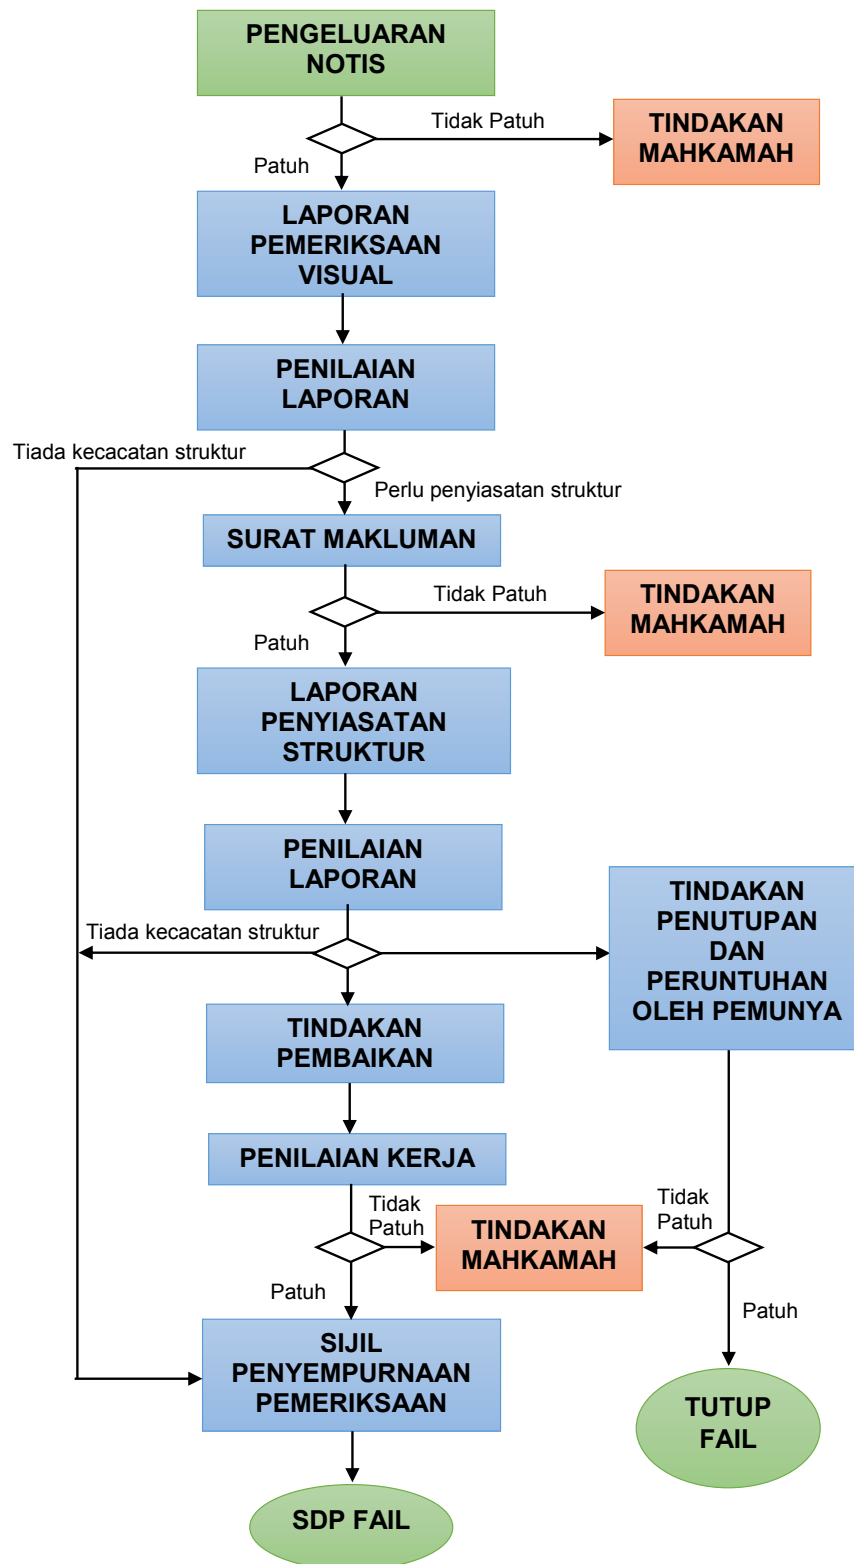 PENGELUARAN
NOTIS
Tidak Patuh
TINDAKAN
MAHKAMAH
Patuh
LAPORAN
PEMERIKSAAN
VISUAL
PENILAIAN
LAPORAN
Tiada kecacatan struktur
Perlu penyiasatan struktur
SURAT MAKLUMAN
Tidak Patuh
TINDAKAN
MAHKAMAH
Patuh
LAPORAN
PENYIASATAN
STRUKTUR
PENILAIAN
LAPORAN
TINDAKAN
PENUTUPAN
DAN
PERUNTUHAN
OLEH PEMUNYA
Tiada kecacatan struktur
TINDAKAN
PEMBAIKAN
PENILAIAN KERJA
Tidak
Patuh
TINDAKAN
MAHKAMAH
Tidak
Patuh
Patuh
Patuh
SIJIL
PENYEMPURNAAN
PEMERIKSAAN
TUTUP
FAIL
SDP FAIL